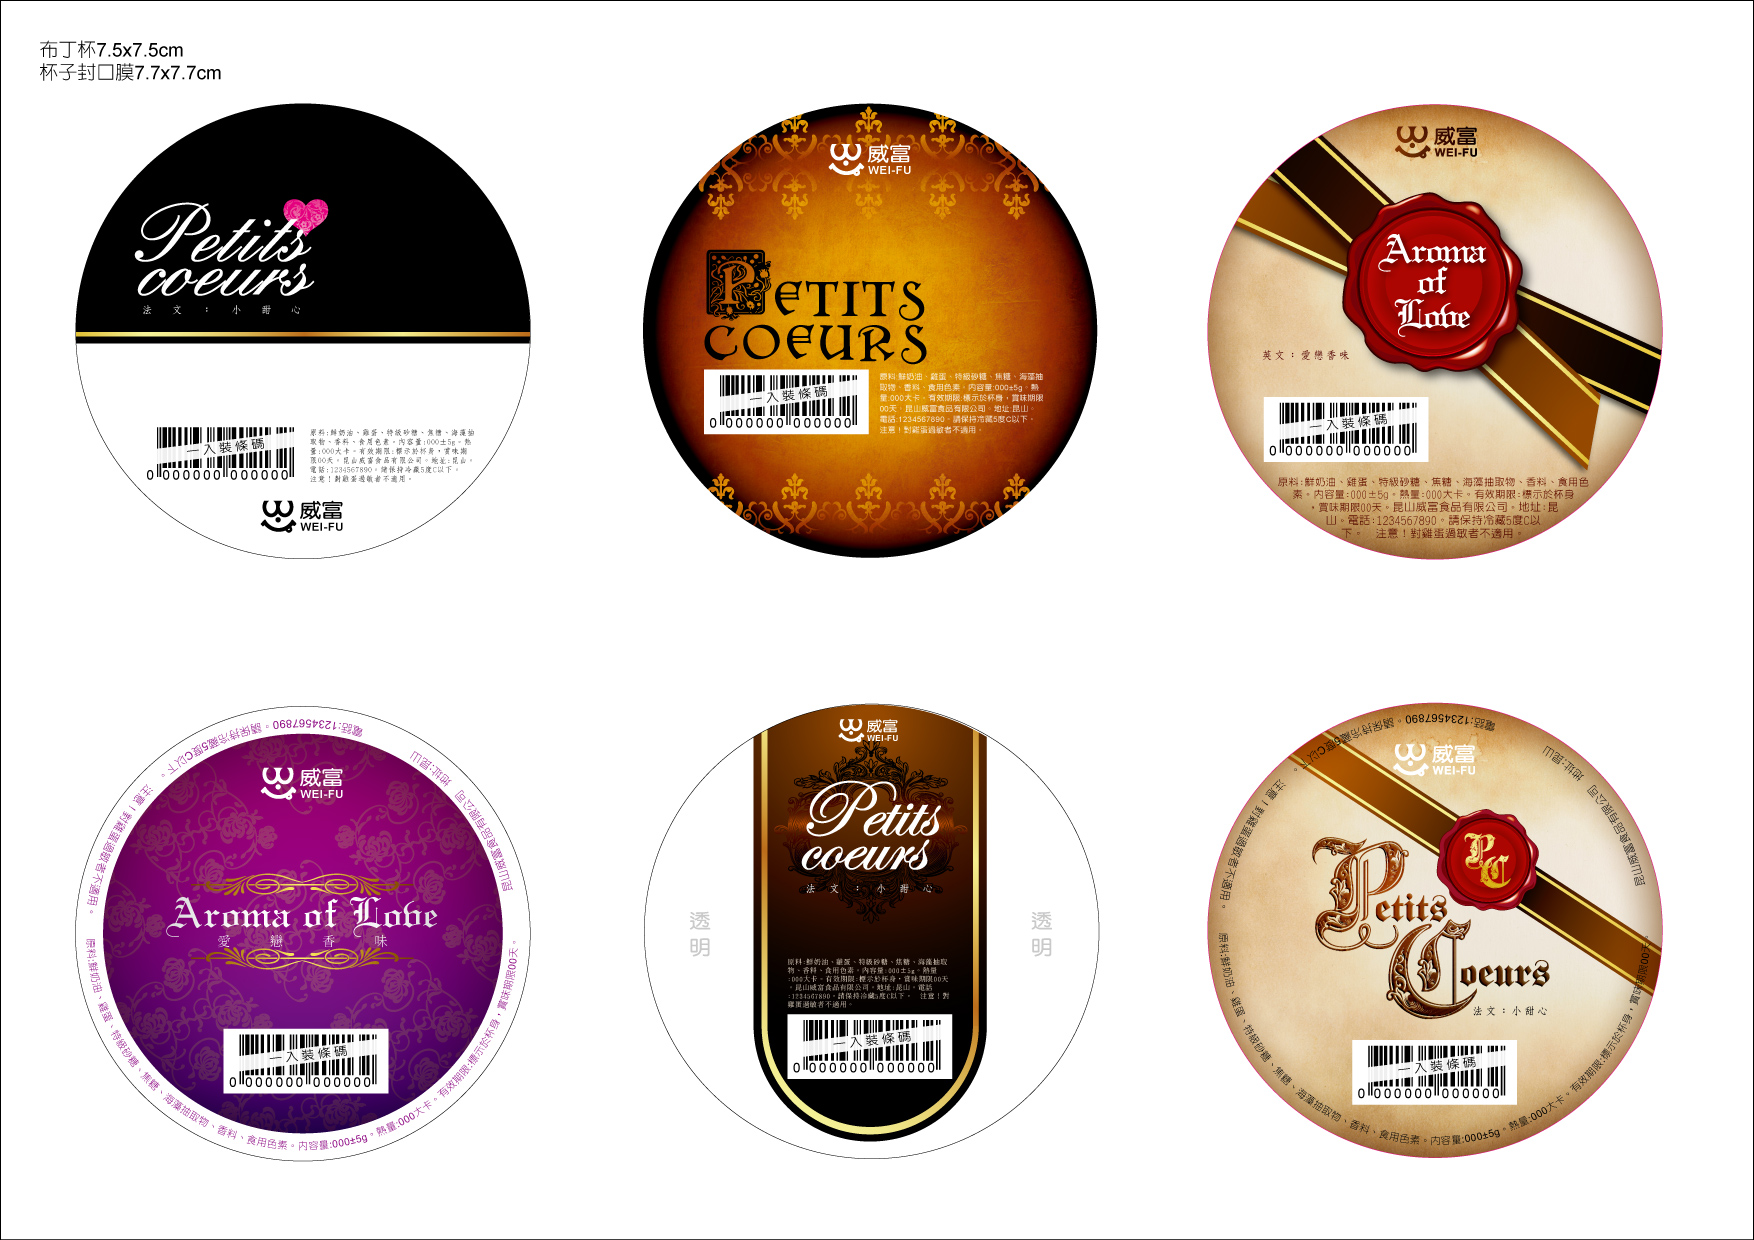 布丁杯7.5x7.5cm
杯子封口膜7.7x7.7cm
Petits
coeurs
法文：小甜心
一入裝條碼
0 000000 000000
原料:鮮奶油、雞蛋、特級砂糖、焦糖、海藻抽
取物、香料、食用色素。內容量:000±5g。熱
量:000大卡。有效期限:標示於杯身，賞味期
限00天。昆山威富食品有限公司。地址:昆山。
電話:1234567890。請保持冷藏5度C以下。
注意！對雞蛋過敏者不適用。
威富
WEI-FU
威富
WEI-FU
PETITS
COEURS
一入裝條碼
0 000000 000000
原料:鮮奶油、雞蛋、特級砂糖、焦糖、海藻抽
取物、香料、食用色素。內容量:000±5g。熱
量:000大卡。有效期限:標示於杯身，賞味期限
00天。昆山威富食品有限公司。地址:昆山。
電話:1234567890。請保持冷藏5度C以下。
注意！對雞蛋過敏者不適用。
威富
WEI-FU
Aroma
of
Love
英文：愛戀香味
一入裝條碼
0 000000 000000
原料:鮮奶油、雞蛋、特級砂糖、焦糖、海藻抽取物、香料、食用色
素。內容量:000±5g。熱量:000大卡。有效期限:標示於杯身
，賞味期限00天。昆山威富食品有限公司。地址:昆
山。電話:1234567890。請保持冷藏5度C以
下。 注意！對雞蛋過敏者不適用。
威富
WEI-FU
Aroma of Love
愛戀香味
一入裝條碼
0 000000 000000
原料:鮮奶油、雞蛋、特級砂糖、焦糖、海藻抽取物、香料、食用色素。內容量:000±5g。熱量:000大卡。有效期限:標示於杯身，賞味期限00天。
昆山威富食品有限公司 地址:昆山
電話:1234567890。請保持冷藏5度C以下。 注意！對雞蛋過敏者不適用。
威富
WEI-FU
Petits
coeurs
法文：小甜心
透明
透明
原料:鮮奶油、雞蛋、特級砂糖、焦糖、海藻抽取
物、香料、食用色素。內容量:000±5g。熱量
:000大卡。有效期限:標示於杯身，賞味期限00天
。昆山威富食品有限公司。地址:昆山。電話
:1234567890。請保持冷藏5度C以下。 注意！對
雞蛋過敏者不適用。
一入裝條碼
0 000000 000000
威富
WEI-FU
PC
Petits
Coeurs
法文：小甜心
一入裝條碼
0 000000 000000
原料:鮮奶油、雞蛋、特級砂糖、焦糖、海藻抽取物、香料、食用色素。內容量:000±5g。熱量:000大卡。有效期限:標示於杯身，賞味期限00天。
昆山威富食品有限公司 地址:昆山
電話:1234567890。請保持冷藏5度C以下。 注意！對雞蛋過敏者不適用。